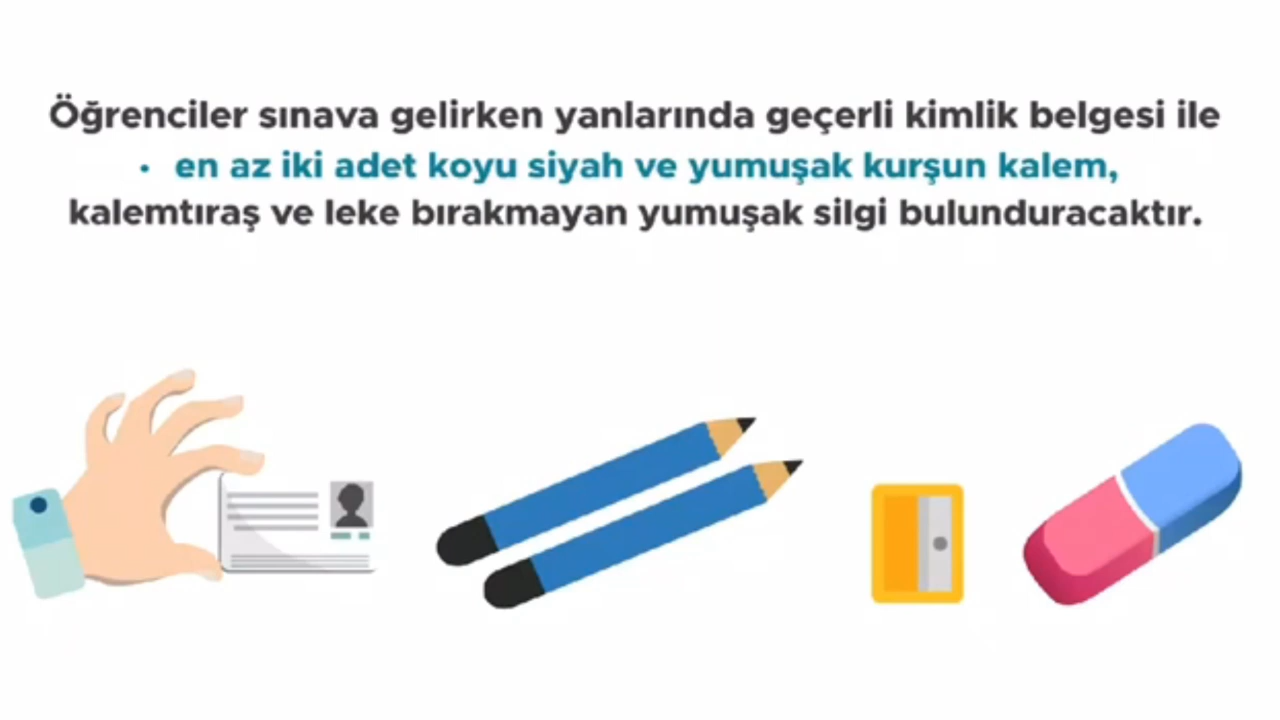 Öğrenciler sınava gelirken yanlarında geçerli kimlik belgesi ile
• en az iki adet koyu siyah ve yumuşak kurşun kalem,
kalemtıraş ve leke bırakmayan yumuşak silgi bulunduracaktır.